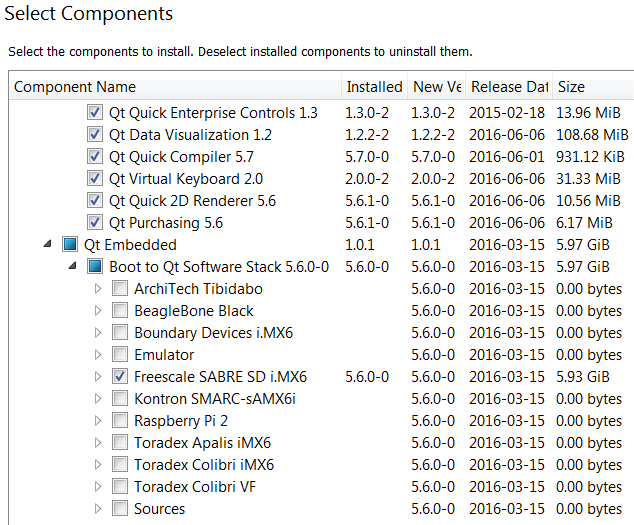 Select Components
Select the components to install. Deselect installed components to uninstall them.
Component Name Installed New Ve Release Dat Size
Qt Quick Enterprise Controls 1.3 1.3.0-2 1.3.0-2 2015-02-18 13.96 MiB
Qt Data Visualization 1.2 1.2.2-2 1.2.2-2 2016-06-06 108.68 MiB
Qt Quick Compiler 5.7 5.7.0-0 5.7.0-0 2016-06-01 931.12 KiB
Qt Virtual Keyboard 2.0 2.0.0-2 2.0.0-2 2016-06-06 31.33 MiB
Qt Quick 2D Renderer 5.6 5.6.1-0 5.6.1-0 2016-06-06 10.56 MiB
Qt Purchasing 5.6 5.6.1-0 5.6.1-0 2016-06-06 6.17 MiB
Qt Embedded 1.0.1 1.0.1 2016-03-15 5.97 GiB
Boot to Qt Software Stack 5.6.0-0 5.6.0-0 5.6.0-0 2016-03-15 5.97 GiB
ArchiTech Tibidabo 5.6.0-0 2016-03-15 0.00 bytes
BeagleBone Black 5.6.0-0 2016-03-15 0.00 bytes
Boundary Devices i.MX6 5.6.0-0 2016-03-15 0.00 bytes
Emulator 5.6.0-0 2016-03-15 0.00 bytes
Freescale SABRE SD i.MX6 5.6.0-0 5.6.0-0 2016-03-15 5.93 GiB
Kontron SMARC-sAMX6i 5.6.0-0 2016-03-15 0.00 bytes
Raspberry Pi 2 5.6.0-0 2016-03-15 0.00 bytes
Toradex Apalis iMX6 5.6.0-0 2016-03-15 0.00 bytes
Toradex Colibri iMX6 5.6.0-0 2016-03-15 0.00 bytes
Toradex Colibri VF 5.6.0-0 2016-03-15 0.00 bytes
Sources 5.6.0-0 2016-03-15 0.00 bytes